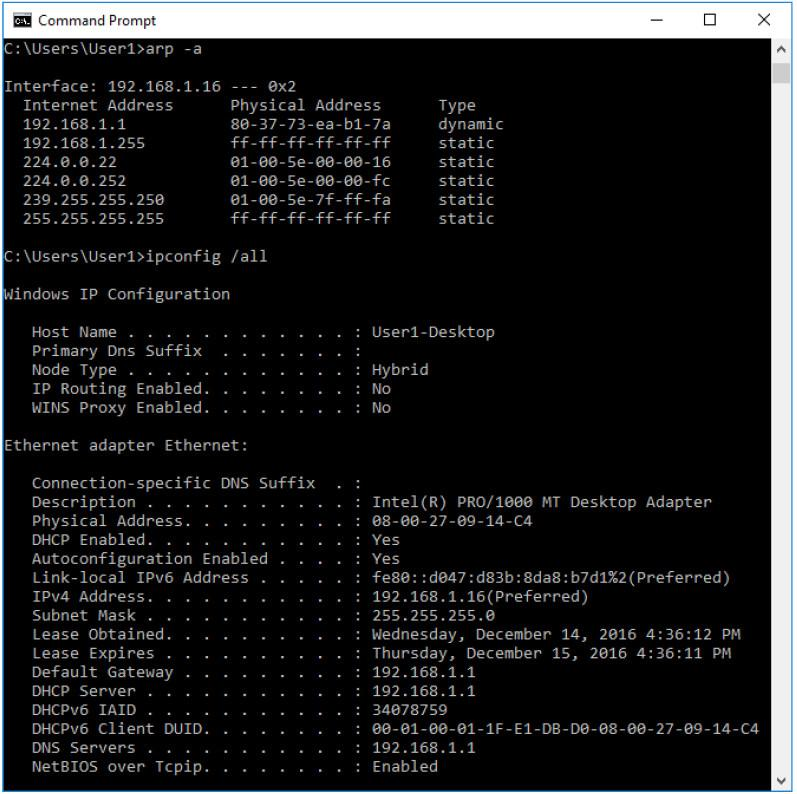 Command Prompt
C:\Users\User1>arp -a
Interface: 192.168.1.16 --- 0x2
Internet Address Physical Address Type
192.168.1.1 80-37-73-ea-b1-7a dynamic
192.168.1.255 ff-ff-ff-ff-ff-ff static
224.0.0.22 01-00-5e-00-00-16 static
224.0.0.252 01-00-5e-00-00-fc static
239.255.255.250 01-00-5e-7f-ff-fa static
255.255.255.255 ff-ff-ff-ff-ff-ff static
C:\Users\User1>ipconfig /all
Windows IP Configuration
Host Name . . . . . . . . . . . . : User1-Desktop
Primary Dns Suffix . . . . . . . :
Node Type . . . . . . . . . . . . : Hybrid
IP Routing Enabled. . . . . . . . : No
WINS Proxy Enabled. . . . . . . . : No
Ethernet adapter Ethernet:
Connection-specific DNS Suffix . :
Description . . . . . . . . . . . : Intel(R) PRO/1000 MT Desktop Adapter
Physical Address. . . . . . . . . : 08-00-27-09-14-C4
DHCP Enabled. . . . . . . . . . . : Yes
Autoconfiguration Enabled . . . . : Yes
Link-local IPv6 Address . . . . . : fe80::d047:d83b:8da8:b7d1%2(Preferred)
IPv4 Address. . . . . . . . . . . : 192.168.1.16(Preferred)
Subnet Mask . . . . . . . . . . . : 255.255.255.0
Lease Obtained. . . . . . . . . . : Wednesday, December 14, 2016 4:36:12 PM
Lease Expires . . . . . . . . . . : Thursday, December 15, 2016 4:36:11 PM
Default Gateway . . . . . . . . . : 192.168.1.1
DHCP Server . . . . . . . . . . . : 192.168.1.1
DHCPv6 IAID . . . . . . . . . . . : 34078759
DHCPv6 Client DUID. . . . . . . . : 00-01-00-01-1F-E1-DB-D0-08-00-27-09-14-C4
DNS Servers . . . . . . . . . . . : 192.168.1.1
NetBIOS over Tcpip. . . . . . . . : Enabled